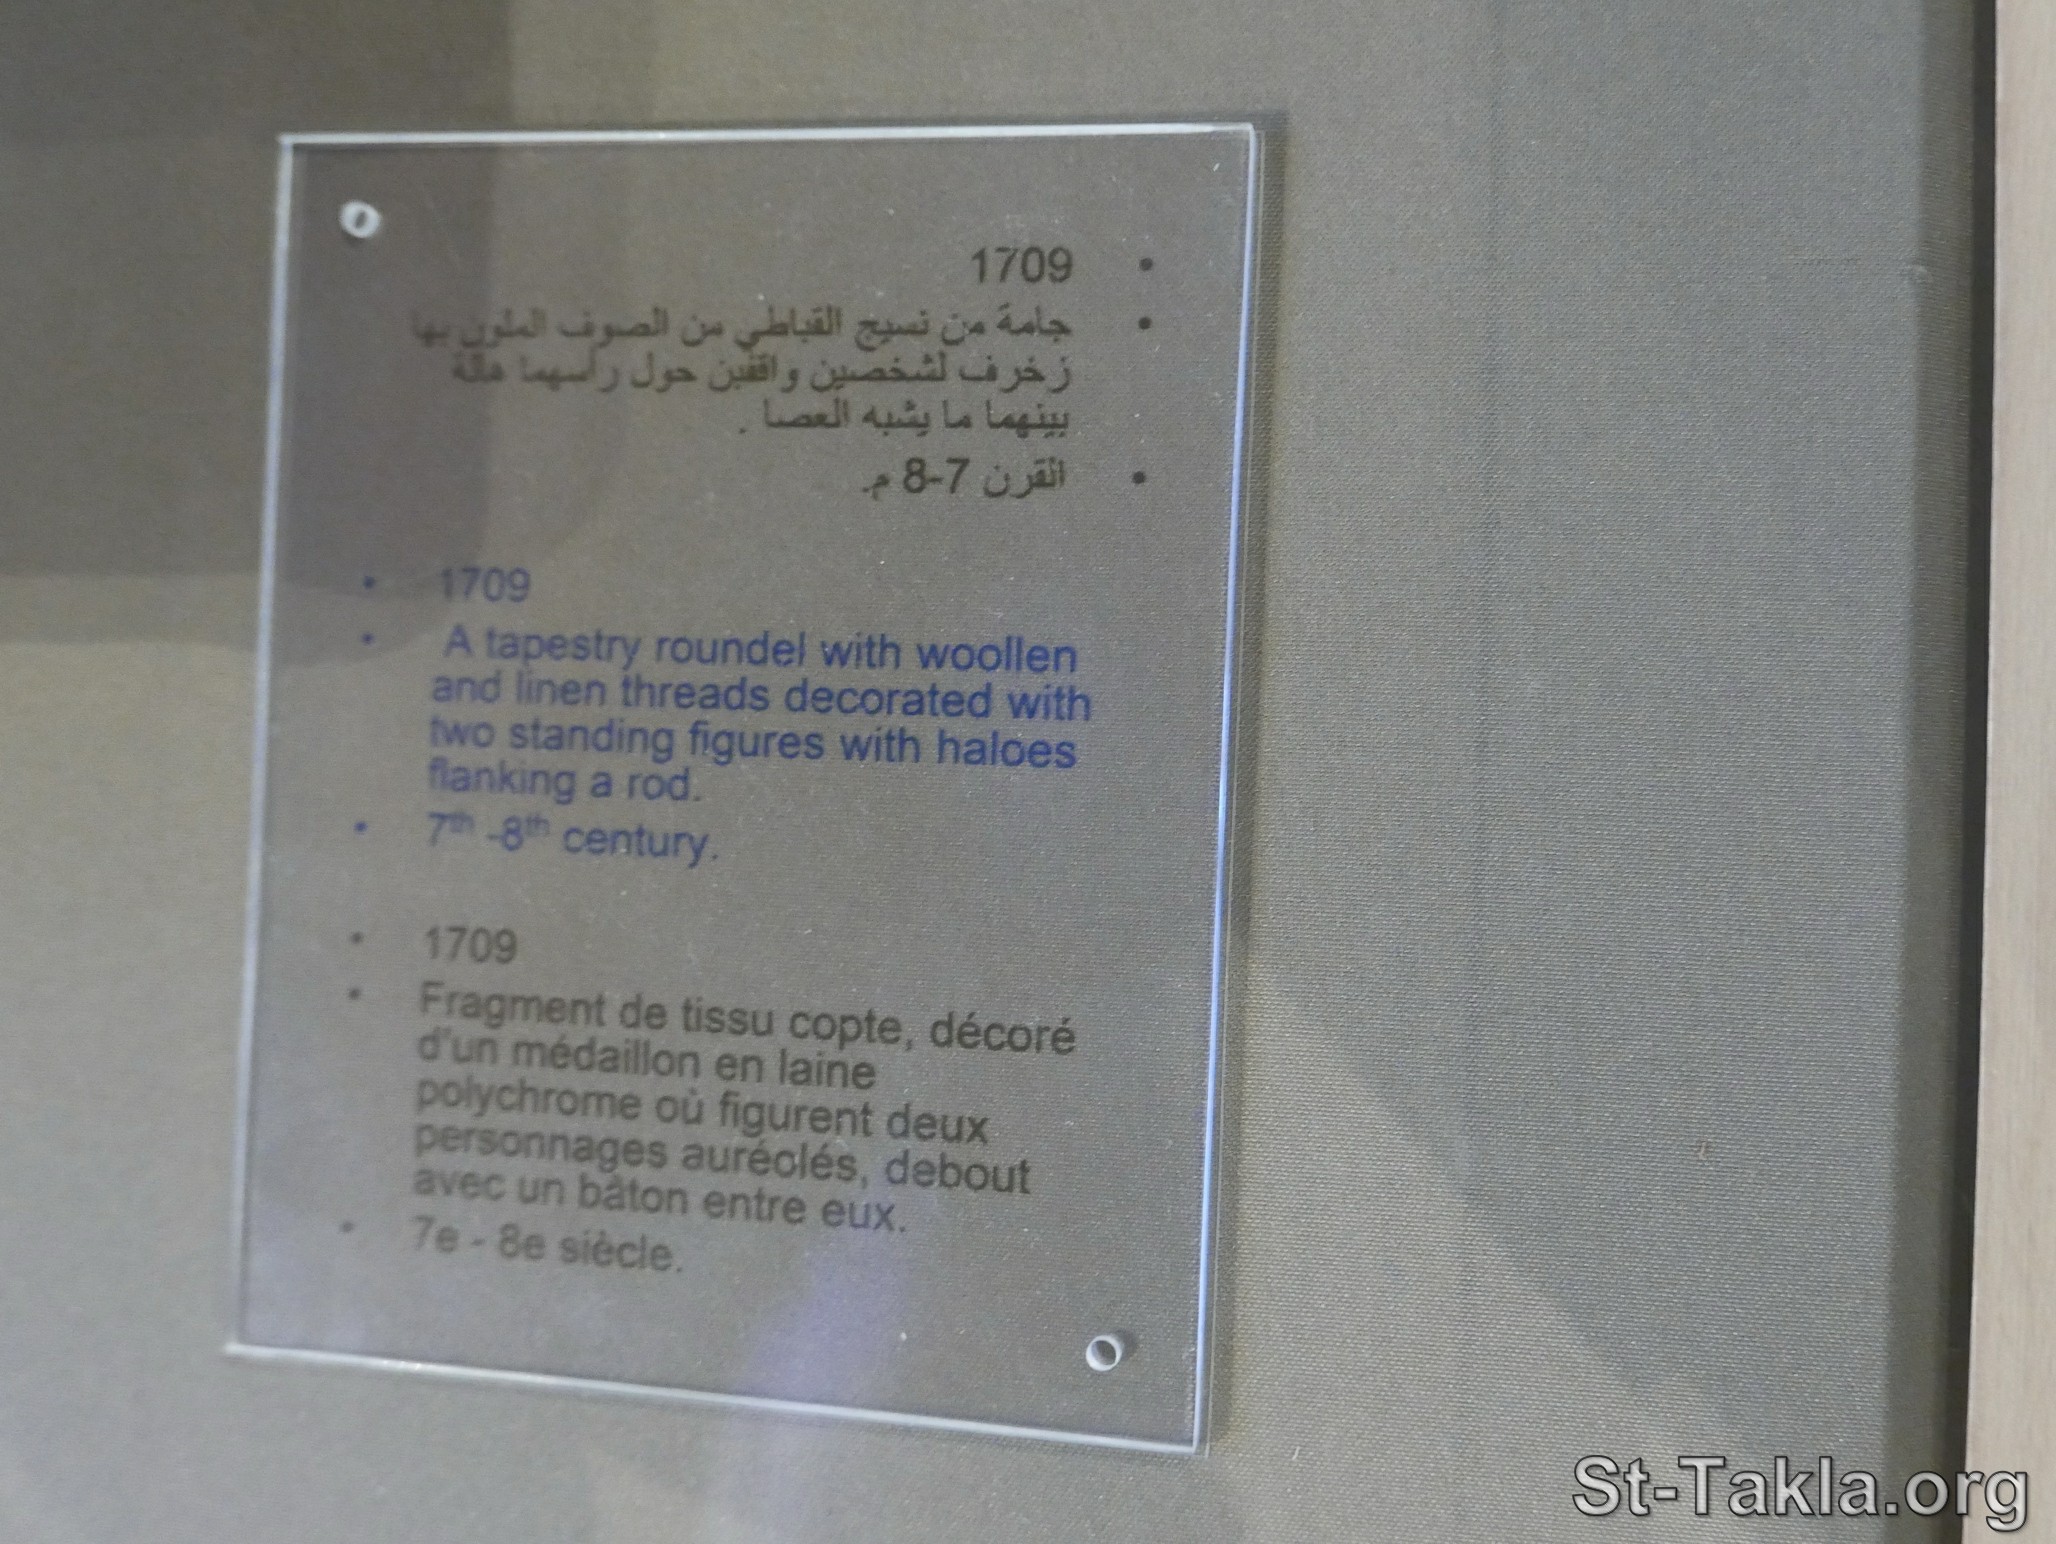 • 1709
• جامة من نسيج القباطي من الصوف الملون بها
زخرف لشخصين واقفين حول راسهما هالة
بينهما ما يشبه العصا .
• القرن 7-8 م.
• 1709
• A tapestry roundel with woollen
and linen threads decorated with
two standing figures with haloes
flanking a rod.
• 7th -8th century.
• 1709
• Fragment de tissu copte, décoré
d'un médaillon en laine
polychrome où figurent deux
personnages auréolés, debout
avec un bâton entre eux.
• 7e - 8e siècle.
St-Takla.org